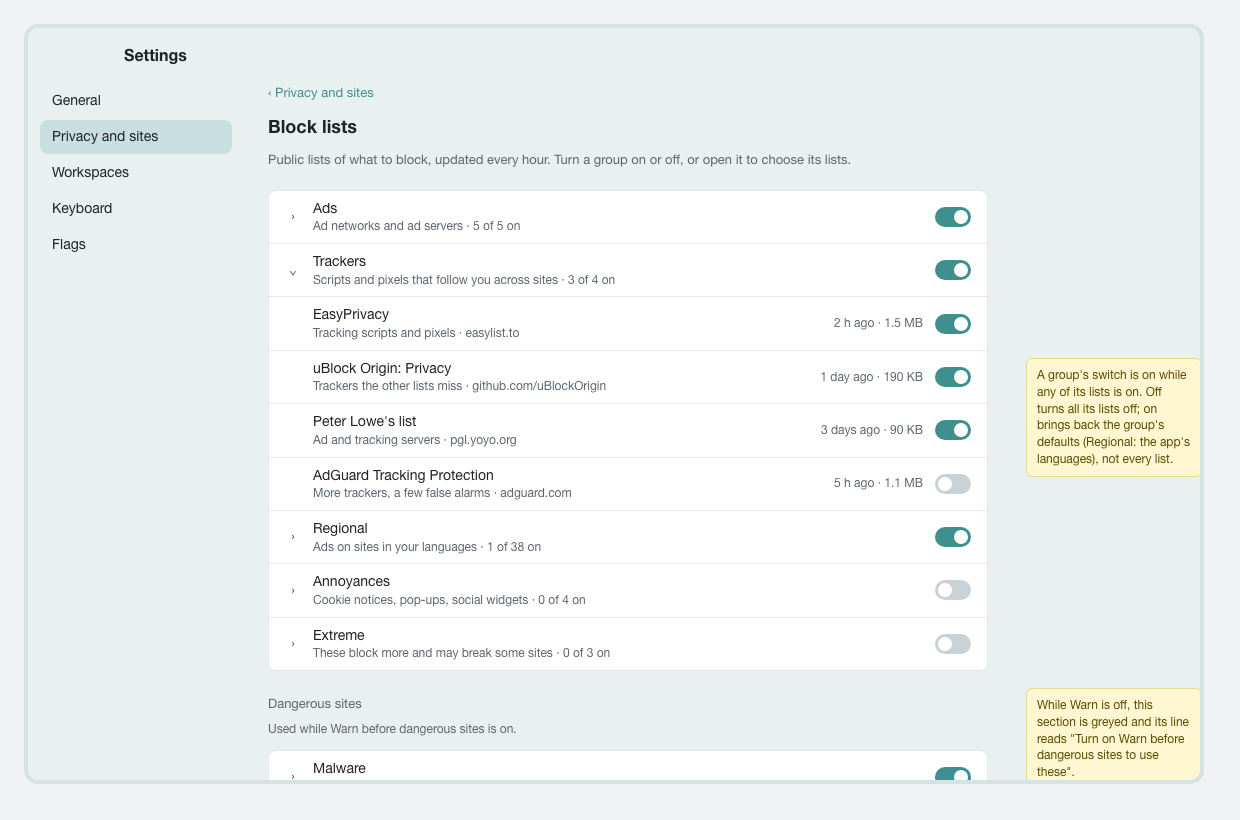 Settings
General
Privacy and sites
Workspaces
Keyboard
Flags
‹ Privacy and sites
Block lists
Public lists of what to block, updated every hour. Turn a group on or off, or open it to choose its lists.
Ads
Ad networks and ad servers · 5 of 5 on
Trackers
Scripts and pixels that follow you across sites · 3 of 4 on
EasyPrivacy
Tracking scripts and pixels · easylist.to
2 h ago · 1.5 MB
uBlock Origin: Privacy
Trackers the other lists miss · github.com/uBlockOrigin
1 day ago · 190 KB
Peter Lowe's list
Ad and tracking servers · pgl.yoyo.org
3 days ago · 90 KB
AdGuard Tracking Protection
More trackers, a few false alarms · adguard.com
5 h ago · 1.1 MB
Regional
Ads on sites in your languages · 1 of 38 on
Annoyances
Cookie notices, pop-ups, social widgets · 0 of 4 on
Extreme
These block more and may break some sites · 0 of 3 on
Dangerous sites
Used while Warn before dangerous sites is on.
Malware
A group's switch is on while
any of its lists is on. Off
turns all its lists off; on
brings back the group's
defaults (Regional: the app's
languages), not every list.
While Warn is off, this
section is greyed and its line
reads "Turn on Warn before
dangerous sites to use
these".